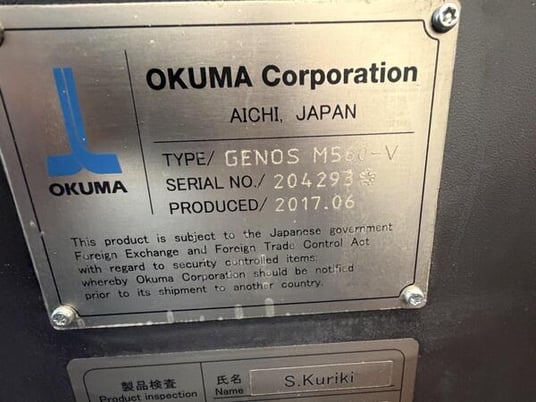 OKUMA Corporation
AICHI, JAPAN
OKUMA
TYPE/ GENOS M560-V
SERIAL NO./ 204293
PRODUCED/ 2017.06
This product is subject to the Japanese government
Foreign Exchange and Foreign Trade Control Act
with regard to security controlled items;
whereby Okuma Corporation should be notified
prior to its shipment to another country.
製品検査
Product inspection
氏名
Name
S.Kuriki